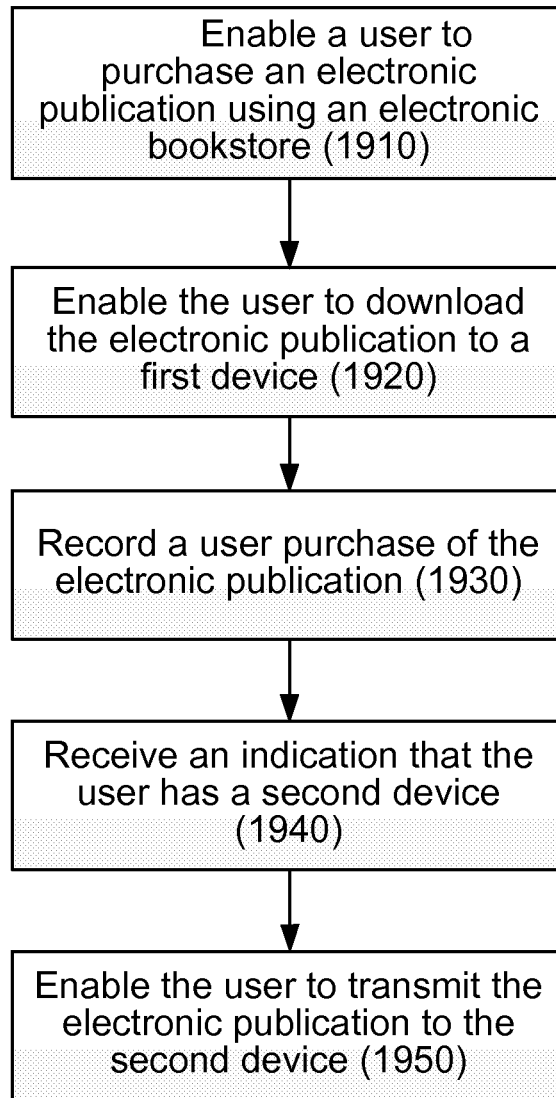 Enable a user to
purchase an electronic
publication using an electronic
bookstore (1910)
Enable the user to download
the electronic publication to a
first device (1920)
Record a user purchase of the
electronic publication (1930)
Receive an indication that the
user has a second device
(1940)
Enable the user to transmit the
electronic publication to the
second device (1950)